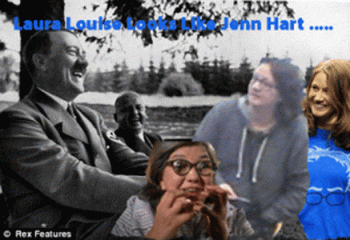 Laura Louise Looks Like Jenn Hart .....
© Rex Features